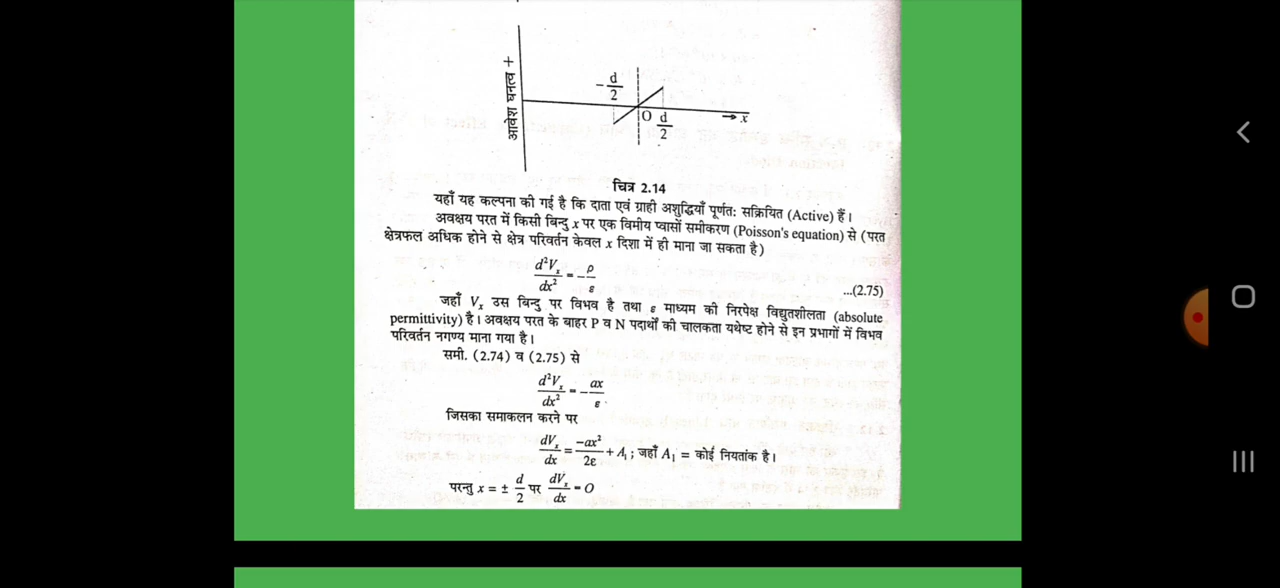 आवेश घनत्व +
- d/2
O d/2
→ x
चित्र 2.14
यहाँ यह कल्पना की गई है कि दाता एवं ग्राही अशुद्धियाँ पूर्णत: सक्रियित (Active) हैं।
अवक्षय परत में किसी बिन्दु x पर एक विमीय प्वासों समीकरण (Poisson's equation) से (परत
क्षेत्रफल अधिक होने से क्षेत्र परिवर्तन केवल x दिशा में ही माना जा सकता है)
d²Vₓ/dx² = - ρ/ε
...(2.75)
जहाँ Vₓ उस बिन्दु पर विभव है तथा ε माध्यम की निरपेक्ष विद्युतशीलता (absolute
permittivity) है। अवक्षय परत के बाहर P व N पदार्थों की चालकता यथेष्ट होने से इन प्रभागों में विभव
परिवर्तन नगण्य माना गया है।
समी. (2.74) व (2.75) से
d²Vₓ/dx² = - ax/ε
जिसका समाकलन करने पर
dVₓ/dx = -ax²/2ε + A₁ ; जहाँ A₁ = कोई नियतांक है।
परन्तु x = ± d/2 पर dVₓ/dx = O